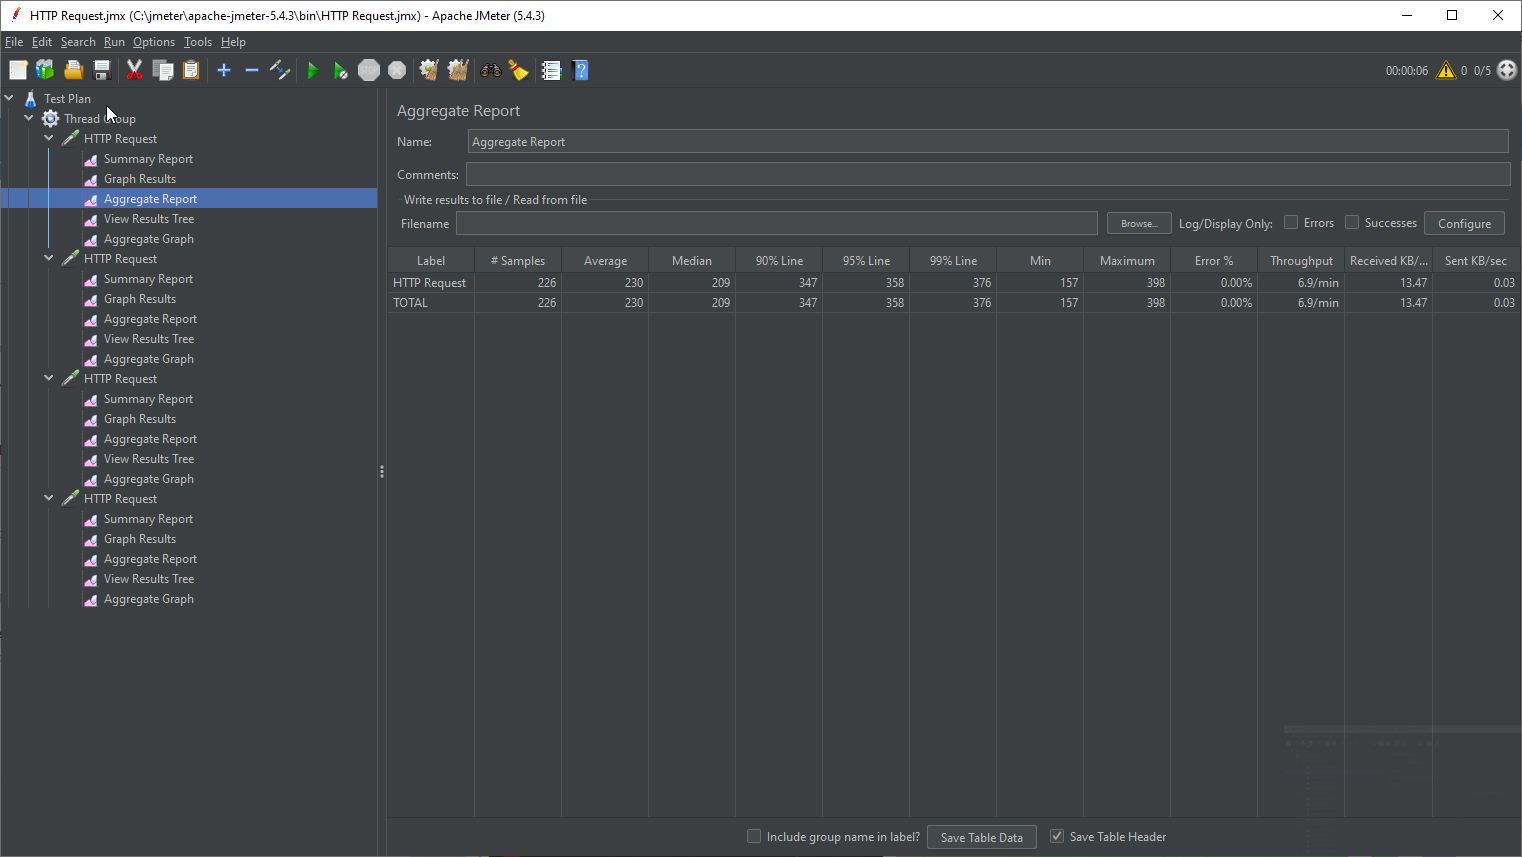 HTTP Request.jmx (C:\jmeter\apache-jmeter-5.4.3\bin\HTTP Request.jmx) - Apache JMeter (5.4.3)
File Edit Search Run Options Tools Help
STOP 00:00:06 0 0/5
Test Plan
Thread Group
HTTP Request
Summary Report
Graph Results
Aggregate Report
View Results Tree
Aggregate Graph
HTTP Request
Summary Report
Graph Results
Aggregate Report
View Results Tree
Aggregate Graph
HTTP Request
Summary Report
Graph Results
Aggregate Report
View Results Tree
Aggregate Graph
HTTP Request
Summary Report
Graph Results
Aggregate Report
View Results Tree
Aggregate Graph
Aggregate Report
Name: Aggregate Report
Comments:
Write results to file / Read from file
Filename Browse... Log/Display Only: Errors Successes Configure
Label # Samples Average Median 90% Line 95% Line 99% Line Min Maximum Error % Throughput Received KB/... Sent KB/sec
HTTP Request 226 230 209 347 358 376 157 398 0.00% 6.9/min 13.47 0.03
TOTAL 226 230 209 347 358 376 157 398 0.00% 6.9/min 13.47 0.03
Include group name in label? Save Table Data Save Table Header